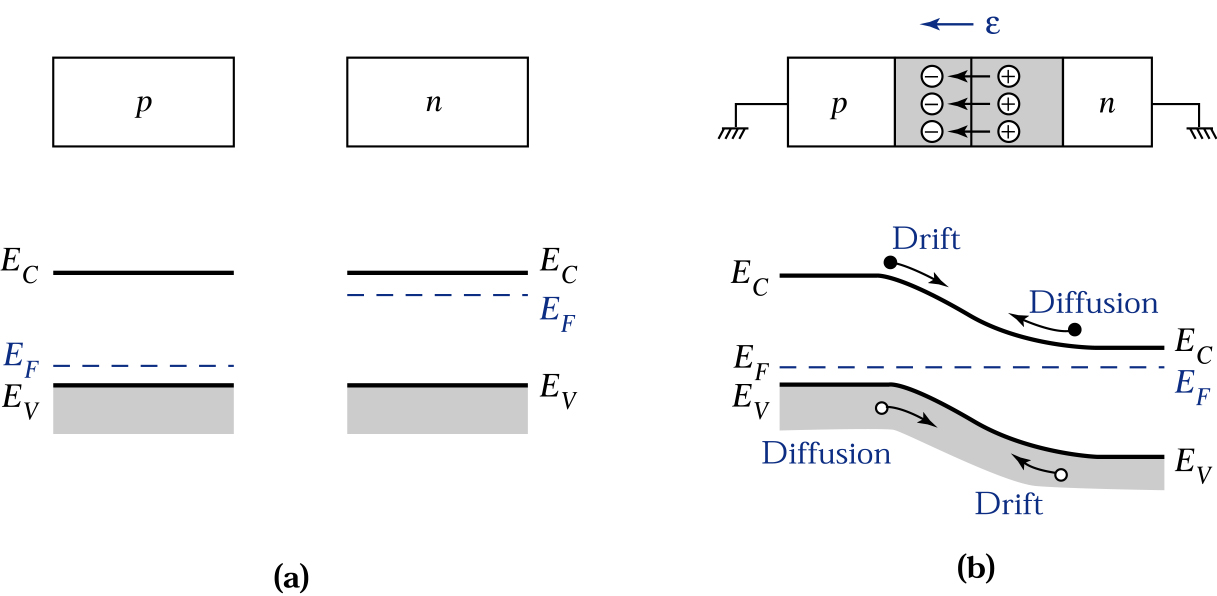 ε
p
n
p
n
− +
− +
− +
Drift
E_C
E_C
E_C
E_F
Diffusion
E_C
E_F
E_F
E_F
E_V
E_V
E_V
Diffusion
E_V
Drift
(a)
(b)